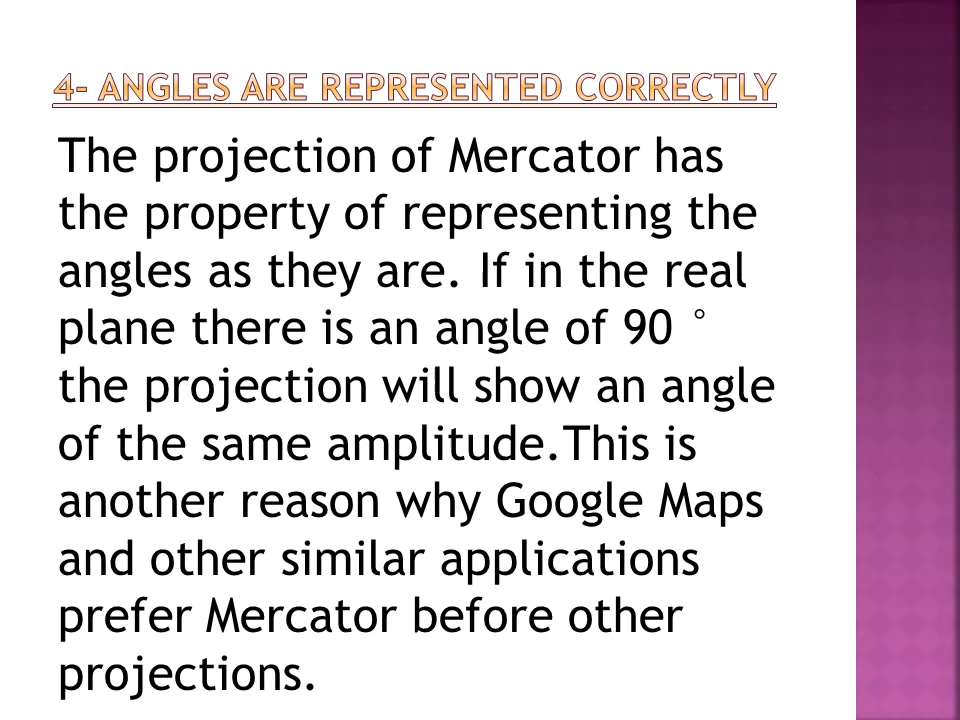 4- ANGLES ARE REPRESENTED CORRECTLY
The projection of Mercator has
the property of representing the
angles as they are. If in the real
plane there is an angle of 90 °
the projection will show an angle
of the same amplitude.This is
another reason why Google Maps
and other similar applications
prefer Mercator before other
projections.